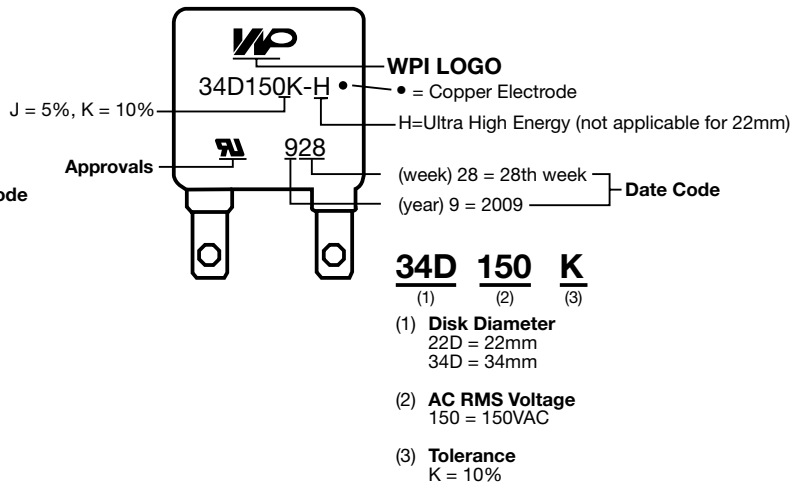 WP
WPI LOGO
34D150K-H •
• = Copper Electrode
J = 5%, K = 10%
H=Ultra High Energy (not applicable for 22mm)
Approvals
928
(week) 28 = 28th week
Date Code
(year) 9 = 2009
34D 150 K
(1) (2) (3)
(1) Disk Diameter
22D = 22mm
34D = 34mm
(2) AC RMS Voltage
150 = 150VAC
(3) Tolerance
K = 10%